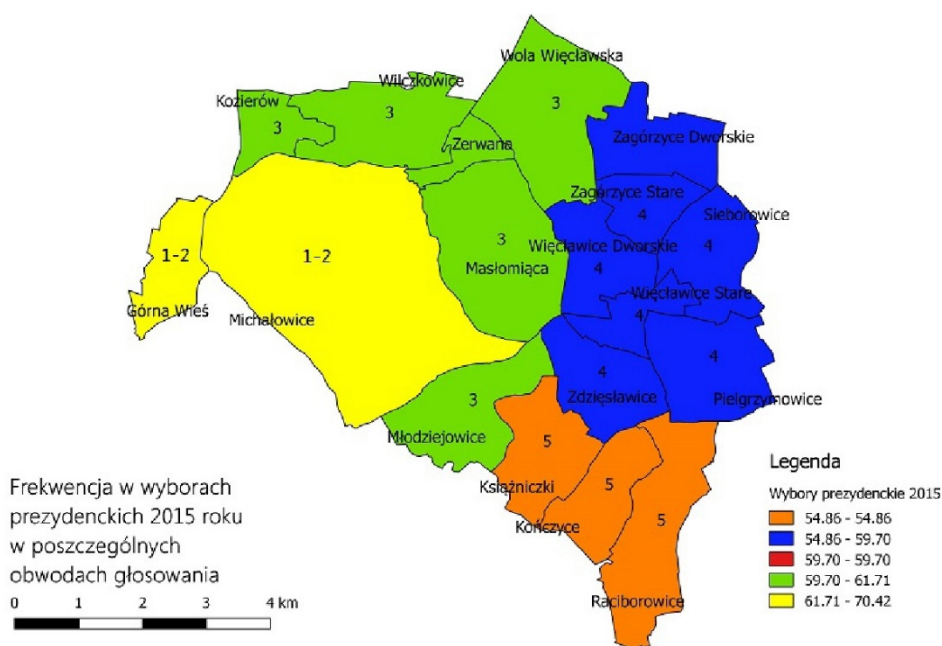 Wola Więcławska
Wilczkowice
Kozierów
3
3
3
Zerwana
Zagórzyce Dworskie
Zagórzyce Stare
4
Sieborowice
3
4
1-2
1-2
Masłomiąca
Więcławice Dworskie
4
Więcławice Stare
Górna Wieś
Michałowice
4
4
4
Zdzięsławice
Pielgrzymowice
3
Młodziejowice
5
Książniczki
5
Kończyce
5
Raciborowice
Frekwencja w wyborach
prezydenckich 2015 roku
w poszczególnych
obwodach głosowania
0 1 2 3 4 km
Legenda
Wybory prezydenckie 2015
54.86 - 54.86
54.86 - 59.70
59.70 - 59.70
59.70 - 61.71
61.71 - 70.42